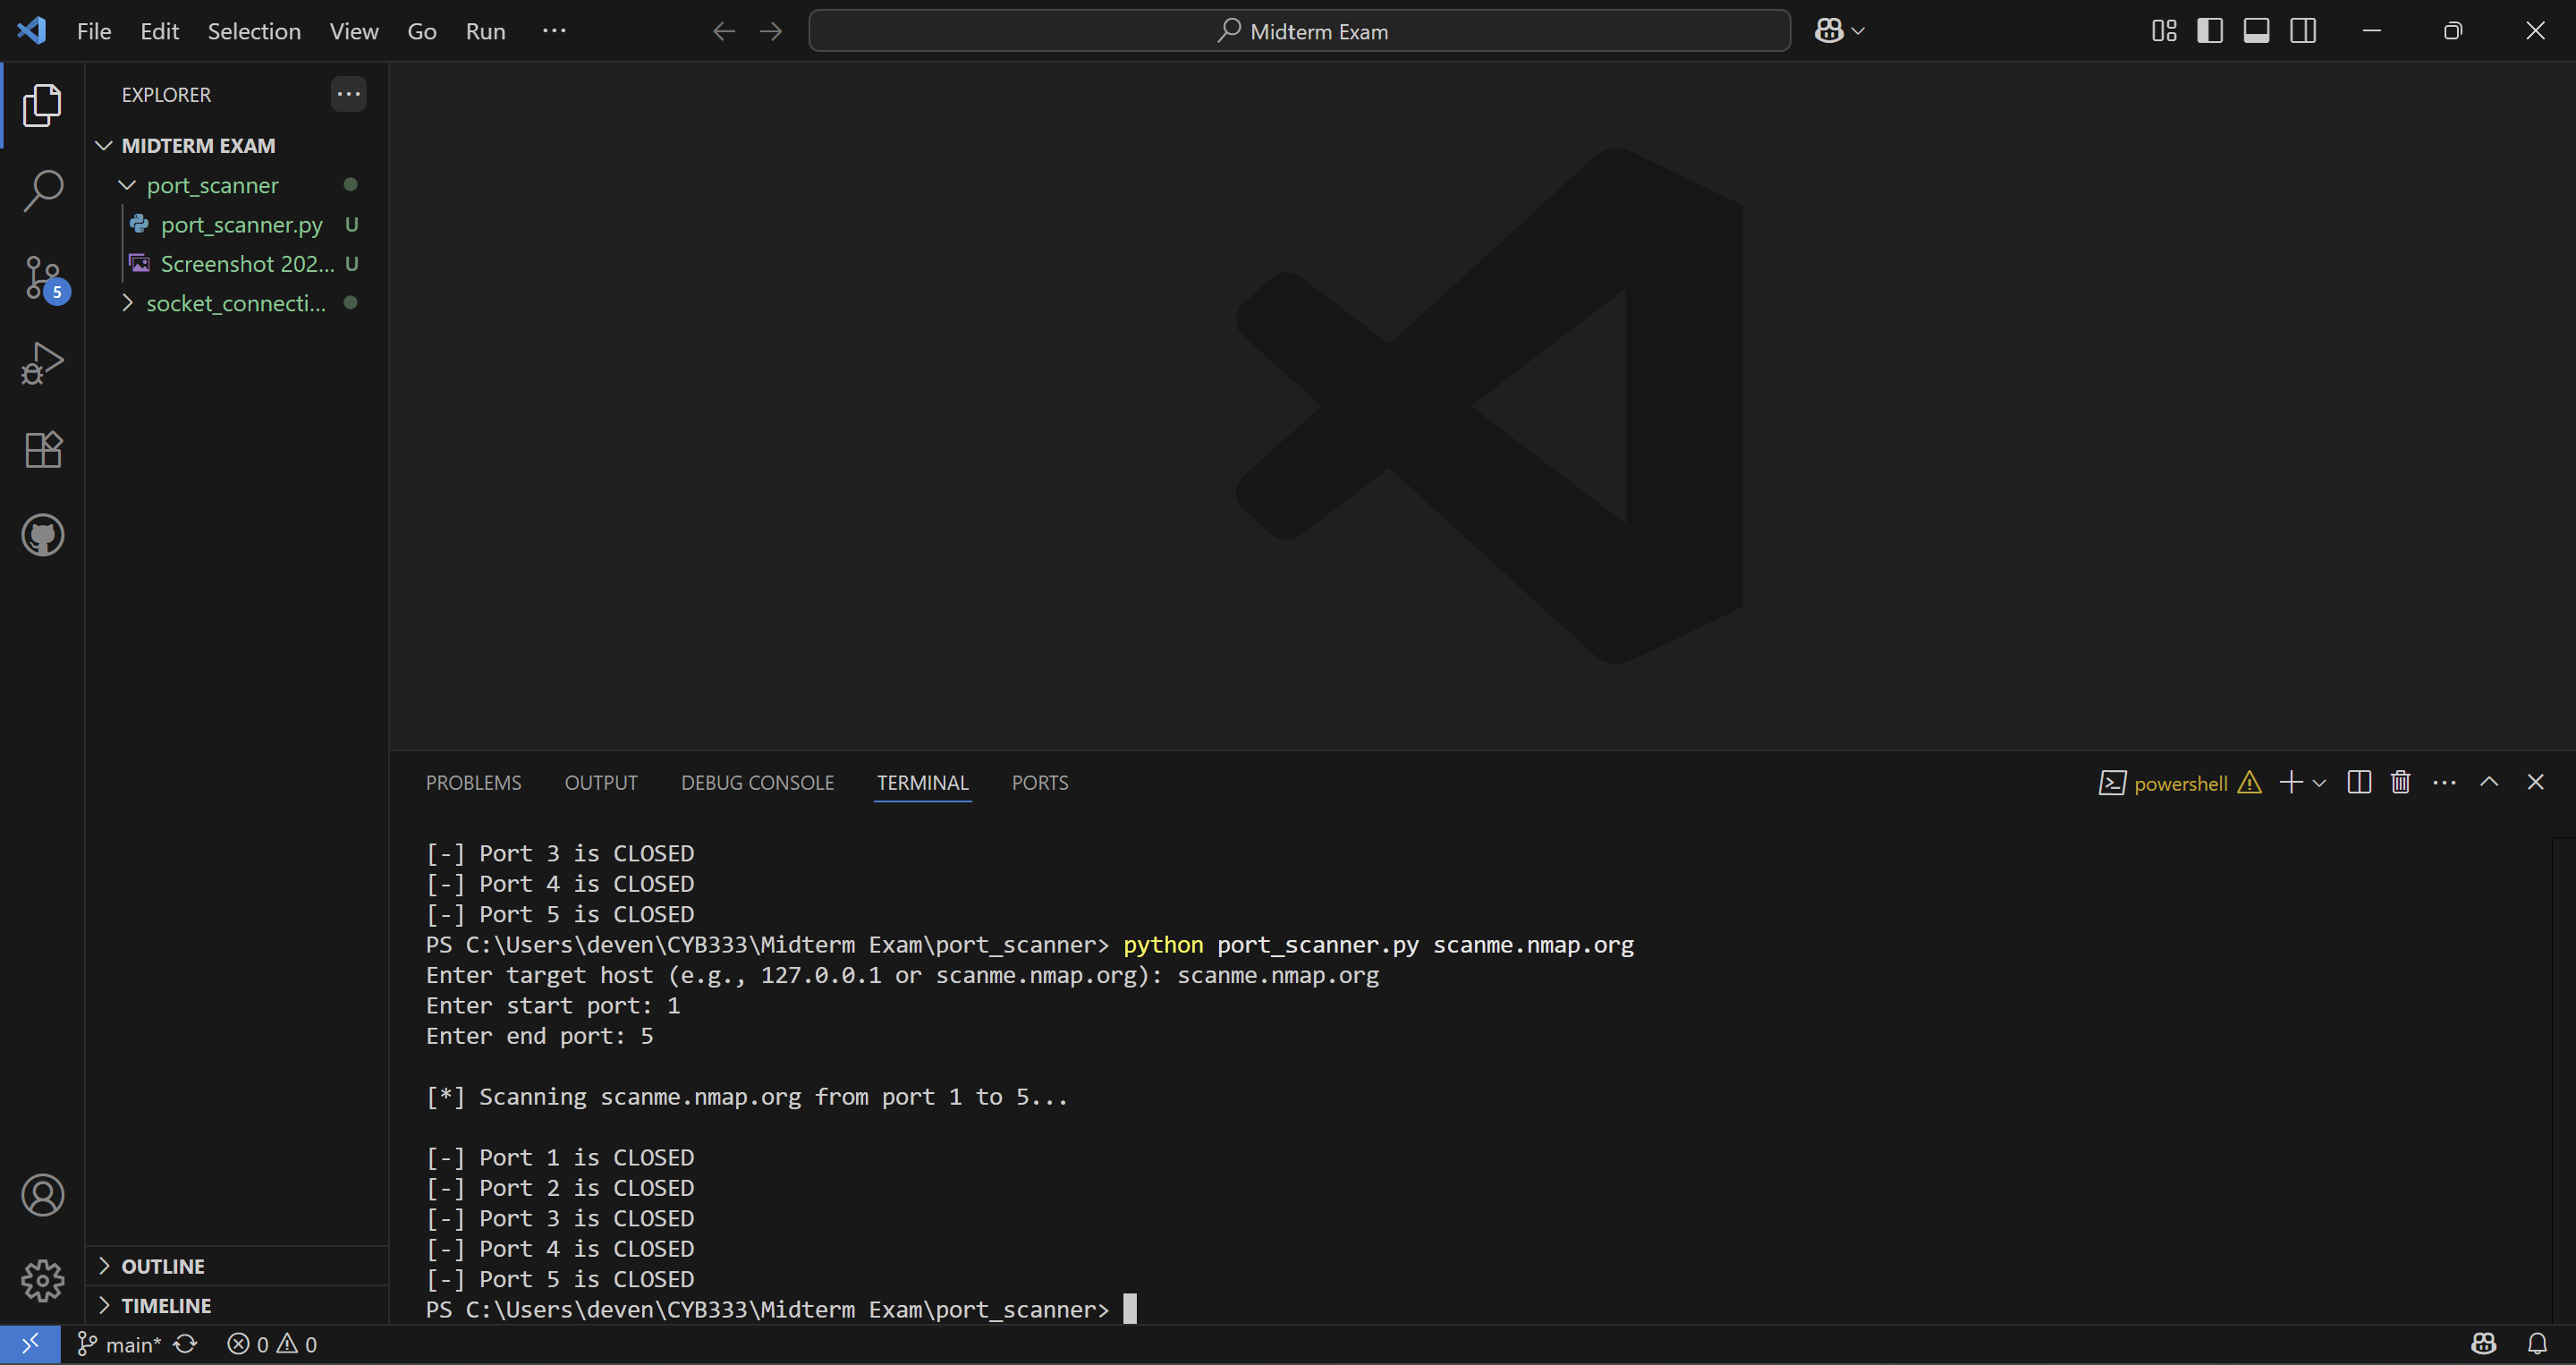 File Edit Selection View Go Run ...
Midterm Exam
EXPLORER
MIDTERM EXAM
port_scanner
port_scanner.py U
Screenshot 202... U
socket_connecti...
5
OUTLINE
TIMELINE
PROBLEMS OUTPUT DEBUG CONSOLE TERMINAL PORTS
powershell
[-] Port 3 is CLOSED
[-] Port 4 is CLOSED
[-] Port 5 is CLOSED
PS C:\Users\deven\CYB333\Midterm Exam\port_scanner> python port_scanner.py scanme.nmap.org
Enter target host (e.g., 127.0.0.1 or scanme.nmap.org): scanme.nmap.org
Enter start port: 1
Enter end port: 5
[*] Scanning scanme.nmap.org from port 1 to 5...
[-] Port 1 is CLOSED
[-] Port 2 is CLOSED
[-] Port 3 is CLOSED
[-] Port 4 is CLOSED
[-] Port 5 is CLOSED
PS C:\Users\deven\CYB333\Midterm Exam\port_scanner>
main* 0 0